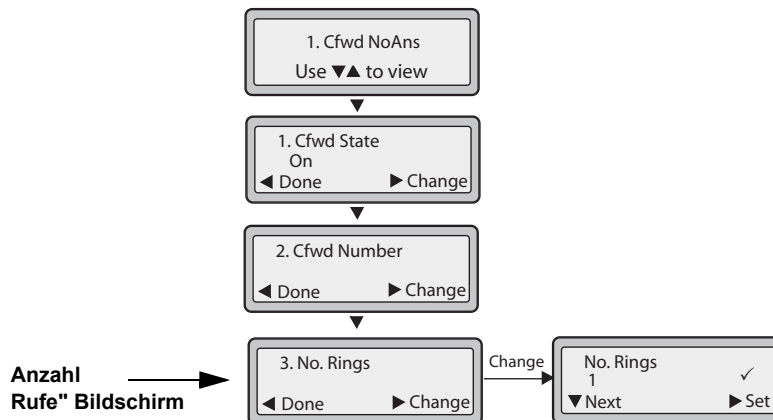 1. Cfwd NoAns
Use ▼▲ to view
▼
1. Cfwd State
On
◀ Done ▶ Change
▼
2. Cfwd Number
◀ Done ▶ Change
▼
Anzahl
Rufe" Bildschirm
3. No. Rings
◀ Done ▶ Change
Change
No. Rings
1 ✓
▼Next ▶ Set